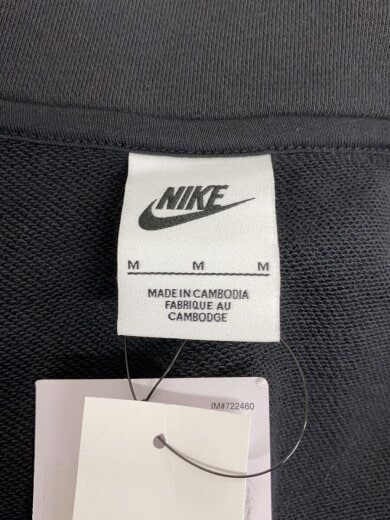 NIKE
M M M
MADE IN CAMBODIA
FABRIQUE AU
CAMBODGE
IM#722460